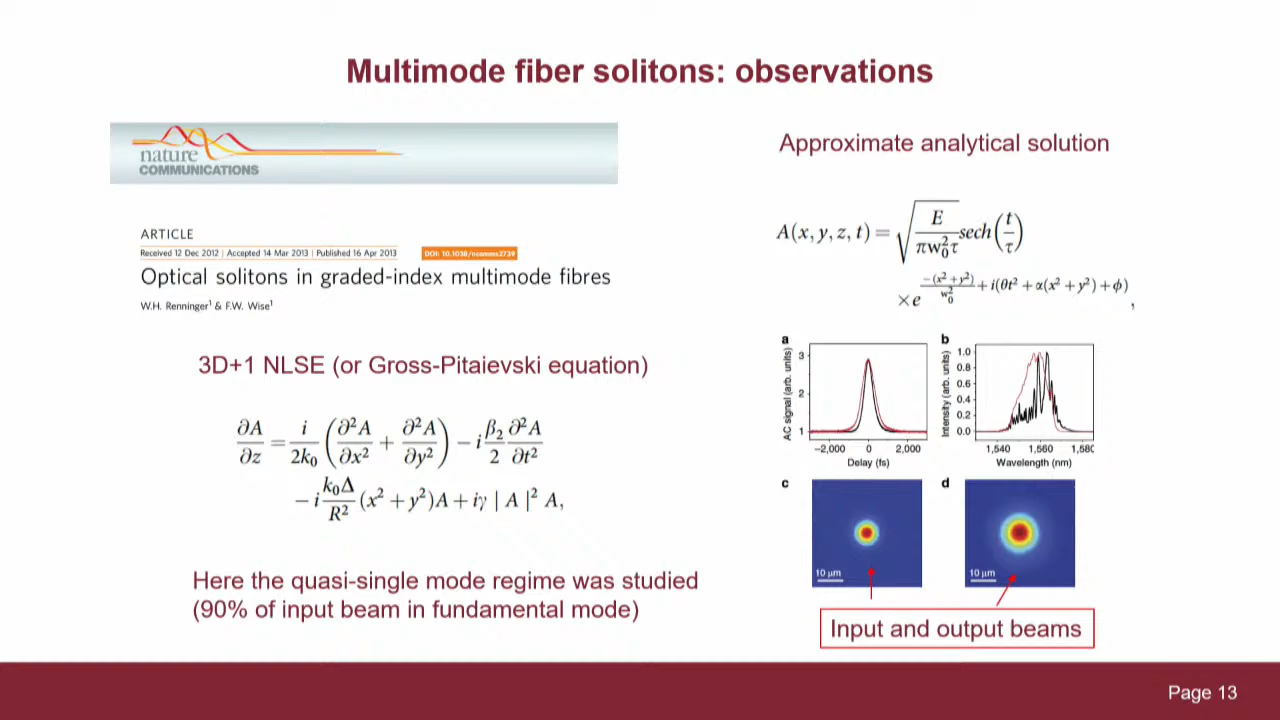 Multimode fiber solitons: observations
nature
COMMUNICATIONS
ARTICLE
Received 12 Dec 2012 | Accepted 14 Mar 2013 | Published 16 Apr 2013
DOI: 10.1038/ncomms2739
Optical solitons in graded-index multimode fibres
W.H. Renninger¹ & F.W. Wise¹
3D+1 NLSE (or Gross-Pitaievski equation)
∂A/∂z = i/2k₀ (∂²A/∂x² + ∂²A/∂y²) − i β₂/2 ∂²A/∂t²
− i k₀Δ/R² (x² + y²)A + iγ | A |² A,
Here the quasi-single mode regime was studied
(90% of input beam in fundamental mode)
Approximate analytical solution
A(x, y, z, t) = √(E/πw₀²τ) sech(t/τ)
×e^(−(x²+y²)/w₀² + i(θt² + α(x² + y²) + ϕ)),
a
AC signal (arb. units)
3
2
1
−2,000 0 2,000
Delay (fs)
b
Intensity (arb. units)
1.0
0.8
0.6
0.4
0.2
0.0
1,540 1,560 1,580
Wavelength (nm)
c
10 μm
d
10 μm
Input and output beams
Page 13